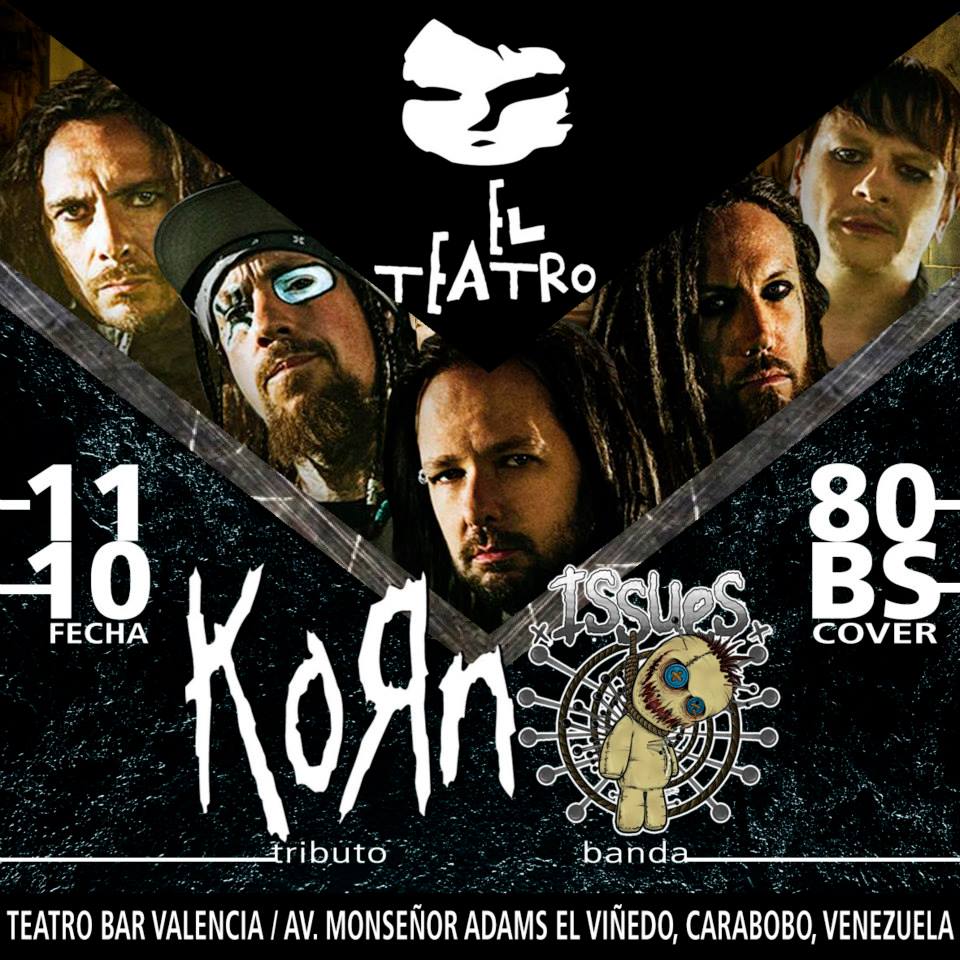 EL
TEATRO
11
10
FECHA
80
BS
COVER
KoЯn
Issues
tributo
banda
TEATRO BAR VALENCIA / AV. MONSEÑOR ADAMS EL VIÑEDO, CARABOBO, VENEZUELA